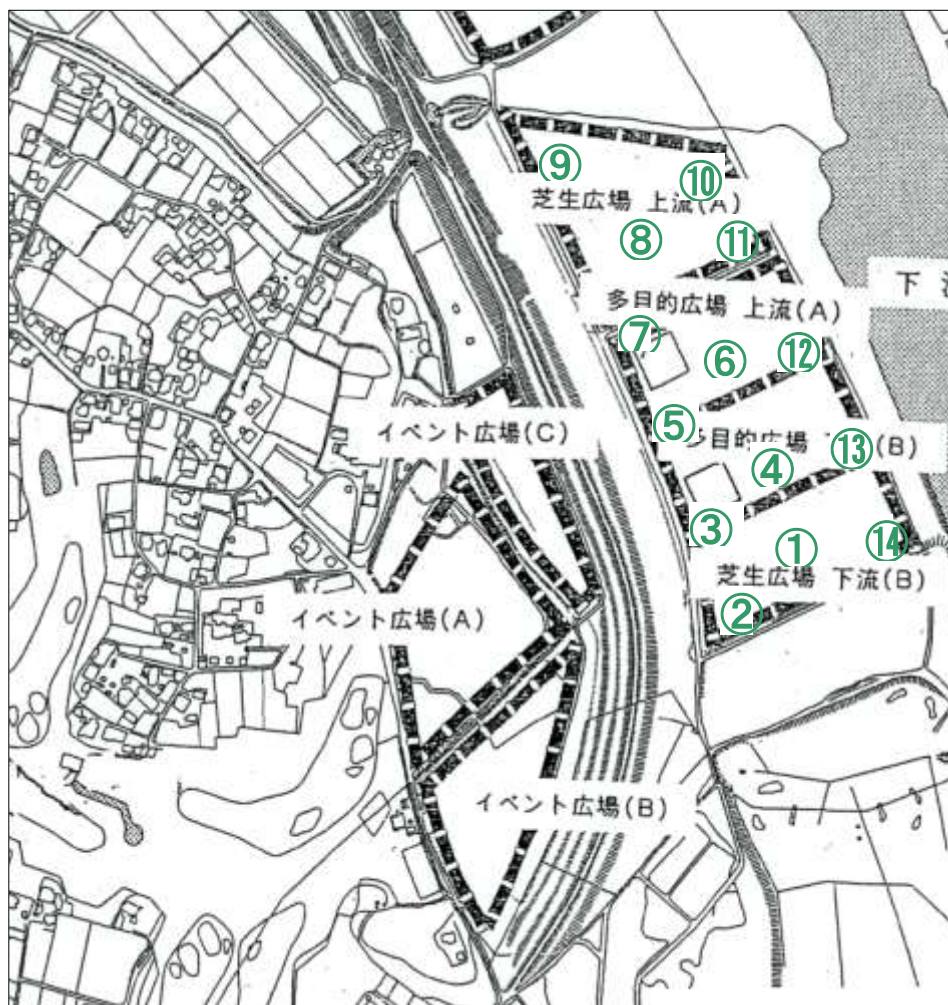 ⑨
⑩
芝生広場 上流(A)
⑧
⑪
下
多目的広場 上流(A)
⑦
⑥
⑫
⑤
イベント広場(C)
多目的広場 (B)
⑬
④
③
①
⑭
芝生広場 下流(B)
②
イベント広場(A)
イベント広場(B)